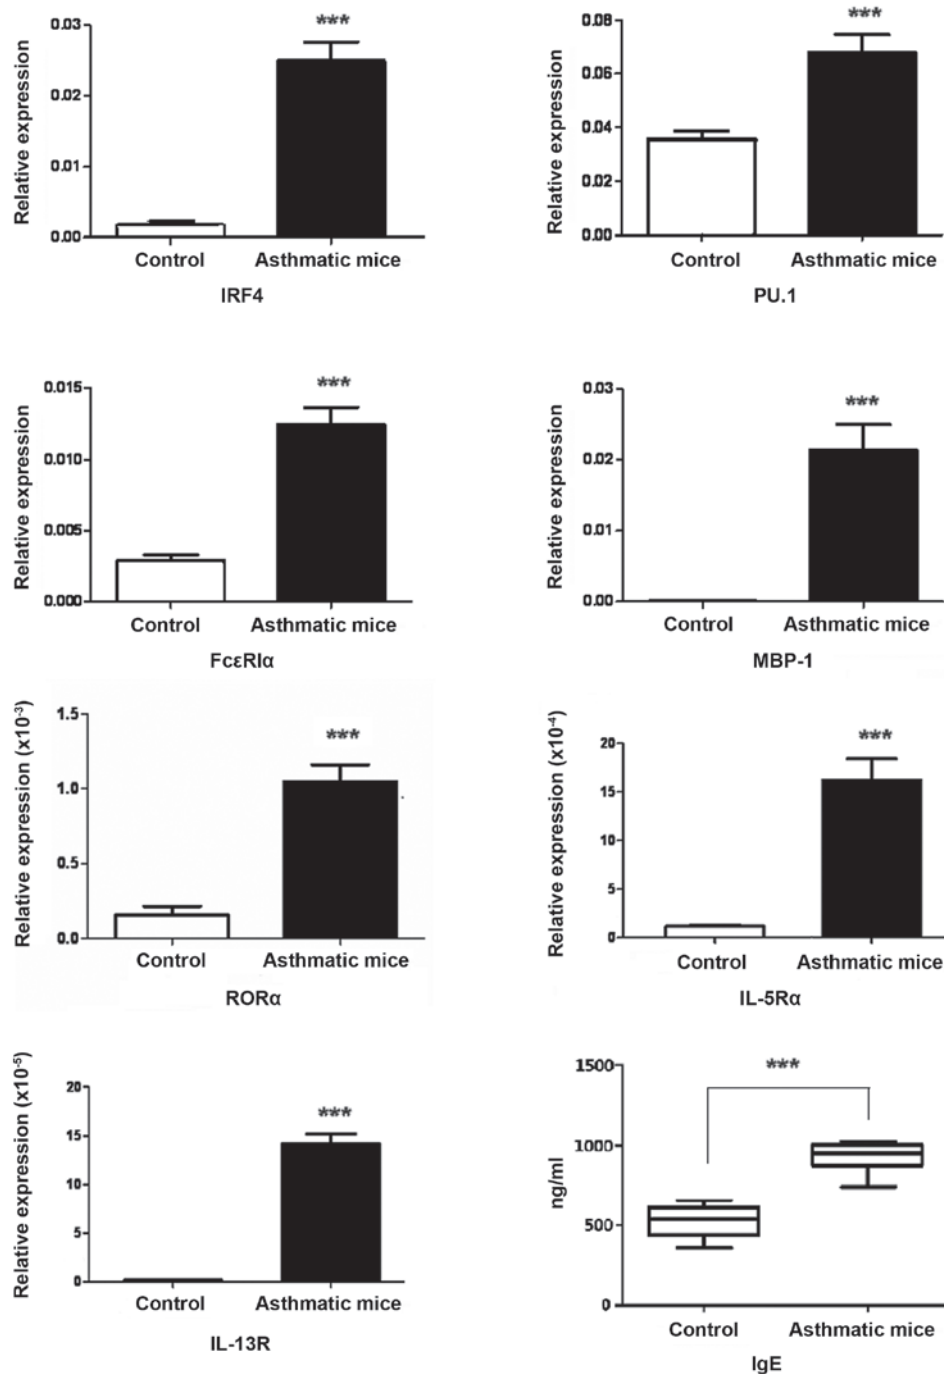 Relative expression
0.03
0.02
0.01
0.00
***
Control
Asthmatic mice
IRF4
Relative expression
0.08
0.06
0.04
0.02
0.00
***
Control
Asthmatic mice
PU.1
Relative expression
0.015
0.010
0.005
0.000
***
Control
Asthmatic mice
FcεRIα
Relative expression
0.03
0.02
0.01
0.00
***
Control
Asthmatic mice
MBP-1
Relative expression (x10⁻³)
1.5
1.0
0.5
0.0
***
Control
Asthmatic mice
RORα
Relative expression (x10⁻⁴)
20
15
10
5
0
***
Control
Asthmatic mice
IL-5Rα
Relative expression (x10⁻⁵)
20
15
10
5
0
***
Control
Asthmatic mice
IL-13R
ng/ml
1500
1000
500
0
***
Control
Asthmatic mice
IgE